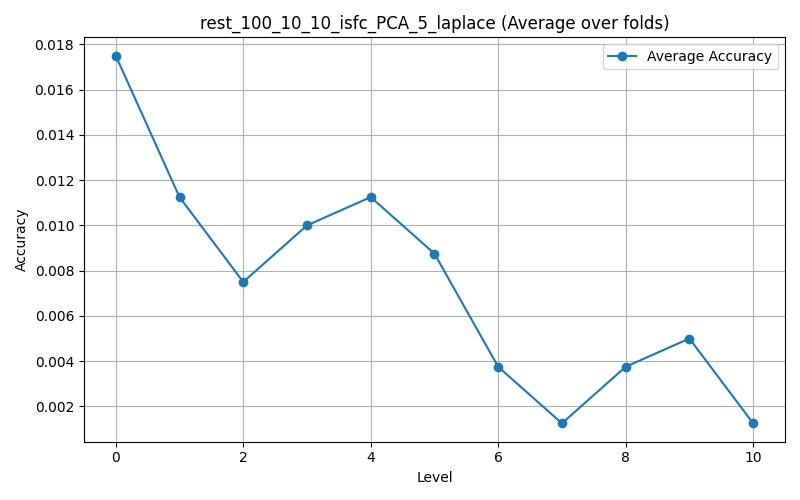 rest_100_10_10_isfc_PCA_5_laplace (Average over folds)
Average Accuracy
Accuracy
0.018
0.016
0.014
0.012
0.010
0.008
0.006
0.004
0.002
0 2 4 6 8 10
Level